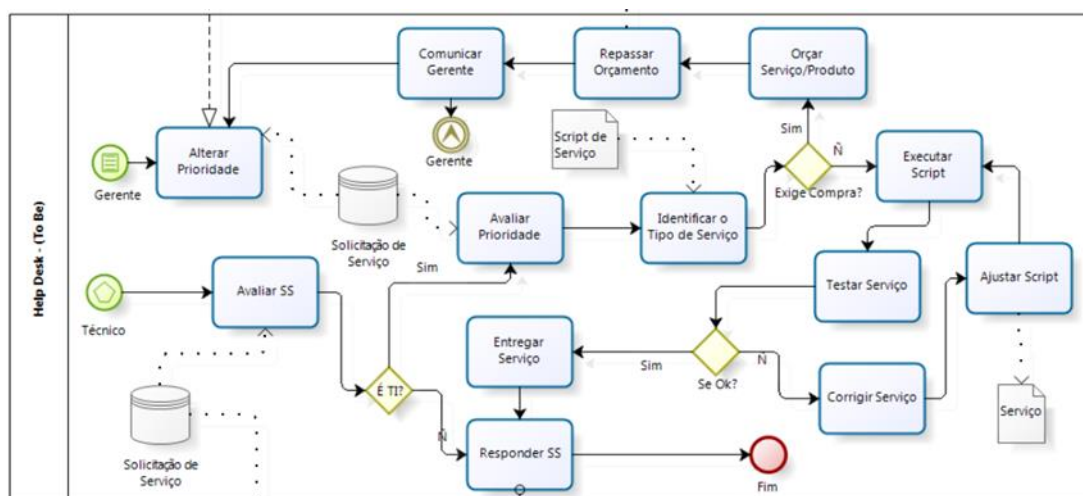 Help Desk - (To Be)
Comunicar
Gerente
Repassar
Orçamento
Orçar
Serviço/Produto
Gerente
Script de
Serviço
Sim
Ñ
Exige Compra?
Executar
Script
Gerente
Alterar
Prioridade
Solicitação de
Serviço
Avaliar
Prioridade
Identificar o
Tipo de Serviço
Sim
Técnico
Avaliar SS
Testar Serviço
Ajustar Script
Entregar
Serviço
Sim
Se Ok?
Ñ
É TI?
Ñ
Corrigir Serviço
Serviço
Solicitação de
Serviço
Responder SS
Fim